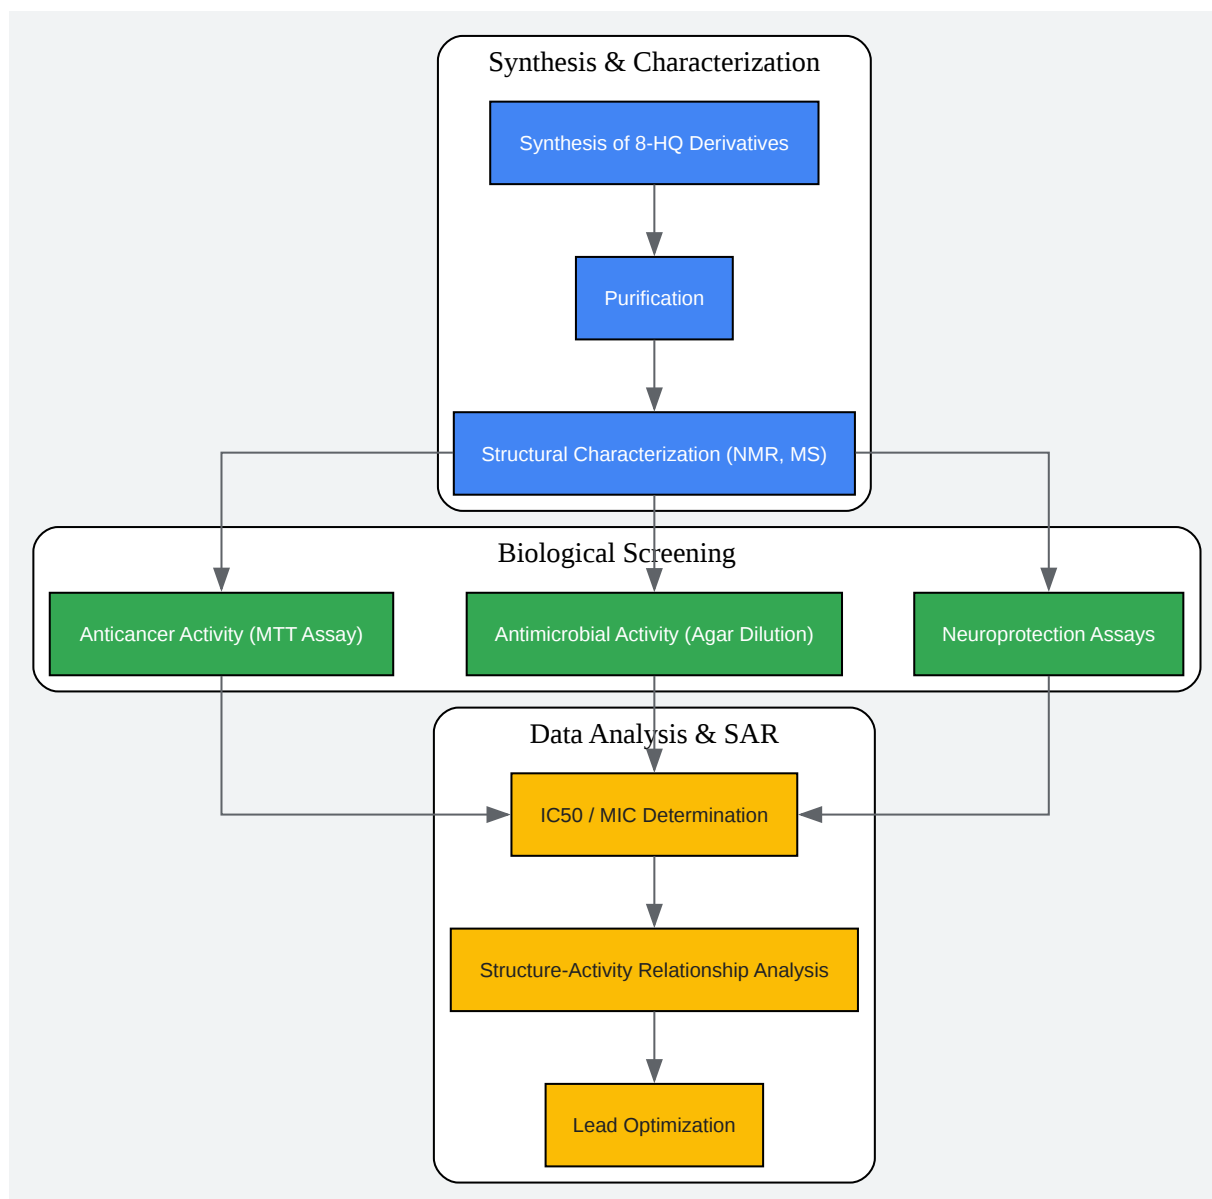 Synthesis & Characterization
Synthesis of 8-HQ Derivatives
Purification
Structural Characterization (NMR, MS)
Biological Screening
Anticancer Activity (MTT Assay)
Antimicrobial Activity (Agar Dilution)
Neuroprotection Assays
Data Analysis & SAR
IC50 / MIC Determination
Structure-Activity Relationship Analysis
Lead Optimization